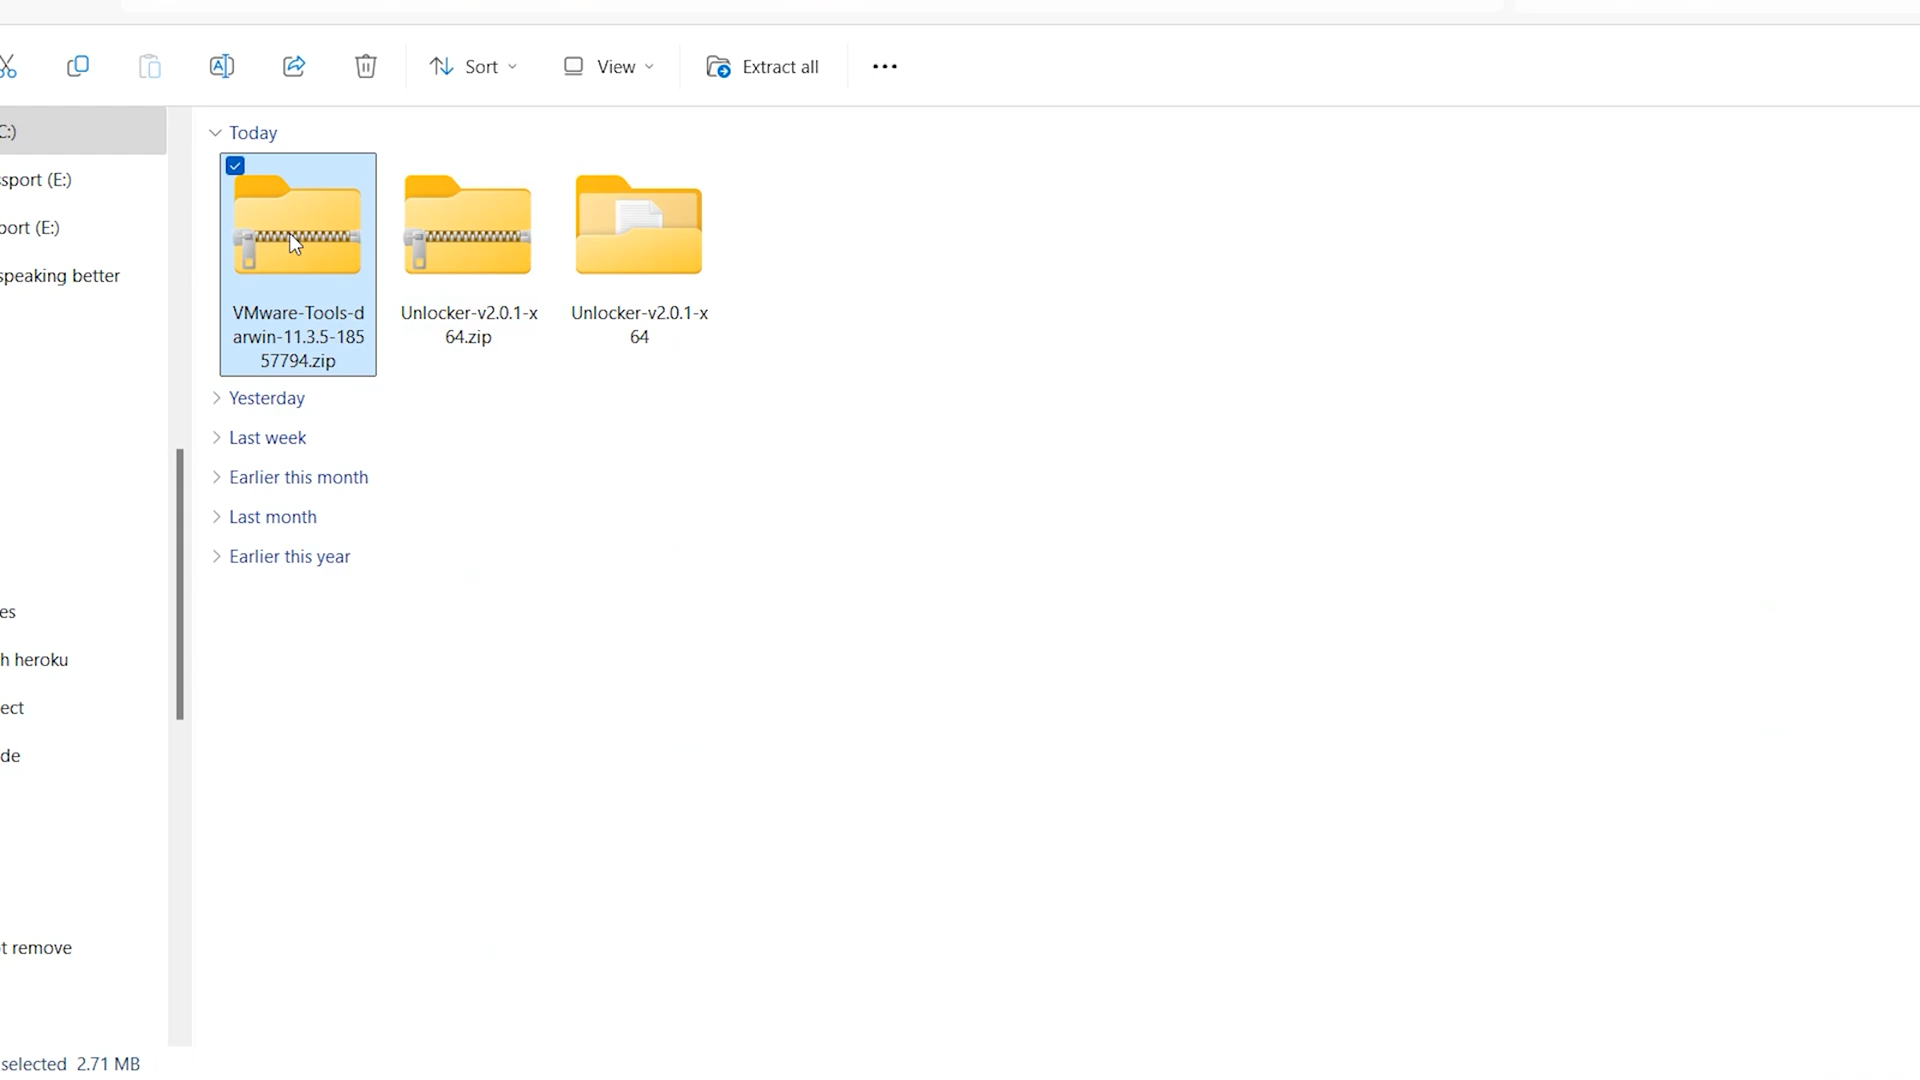 Sort
View
Extract all
C:)
sport (E:)
port (E:)
speaking better
es
h heroku
ect
de
t remove
Today
VMware-Tools-d
arwin-11.3.5-185
57794.zip
Unlocker-v2.0.1-x
64.zip
Unlocker-v2.0.1-x
64
Yesterday
Last week
Earlier this month
Last month
Earlier this year
selected 2.71 MB